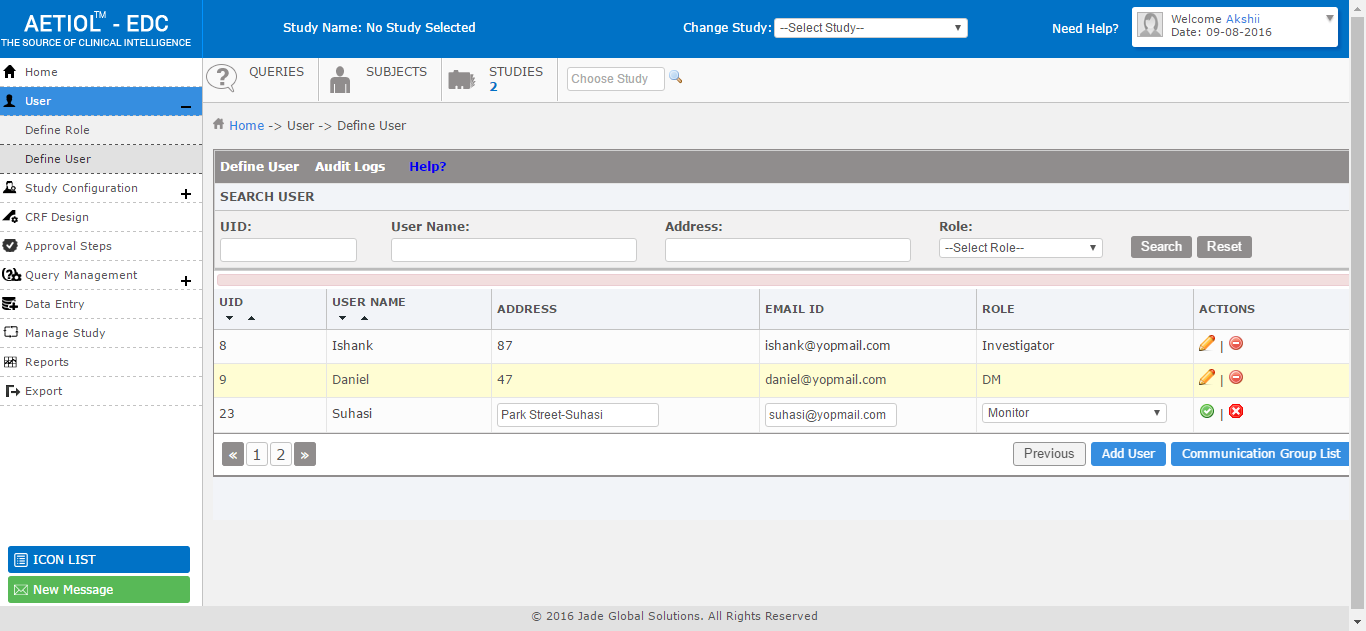 AETIOL™ - EDC
THE SOURCE OF CLINICAL INTELLIGENCE
Study Name: No Study Selected
Change Study: --Select Study--
Need Help?
Welcome Akshii
Date: 09-08-2016
Home
User
Define Role
Define User
Study Configuration
CRF Design
Approval Steps
Query Management
Data Entry
Manage Study
Reports
Export
ICON LIST
New Message
QUERIES
SUBJECTS
STUDIES
2
Choose Study
Home -> User -> Define User
Define User Audit Logs Help?
SEARCH USER
UID: User Name: Address: Role:
--Select Role-- Search Reset
UID USER NAME ADDRESS EMAIL ID ROLE ACTIONS
8 Ishank 87 ishank@yopmail.com Investigator |
9 Daniel 47 daniel@yopmail.com DM |
23 Suhasi Park Street-Suhasi suhasi@yopmail.com Monitor |
« 1 2 » Previous Add User Communication Group List
© 2016 Jade Global Solutions. All Rights Reserved